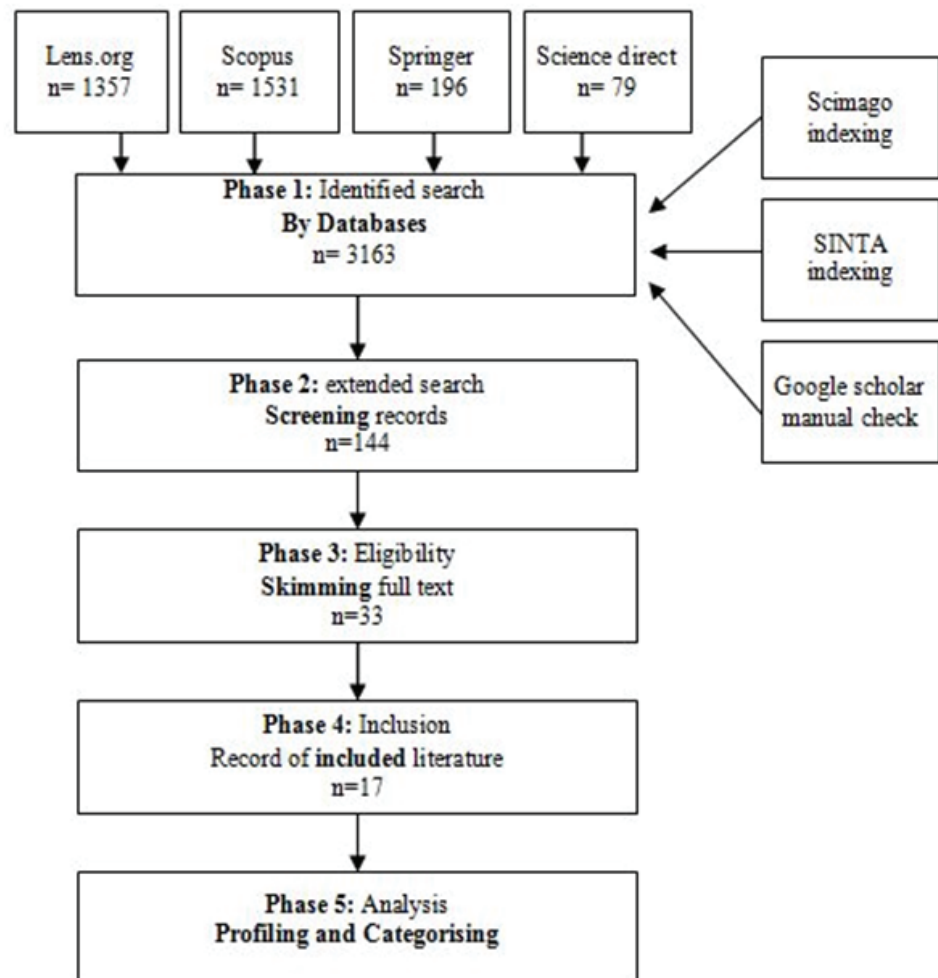 Lens.org
n= 1357
Scopus
n= 1531
Springer
n= 196
Science direct
n= 79
Scimago
indexing
Phase 1: Identified search
By Databases
n= 3163
SINTA
indexing
Google scholar
manual check
Phase 2: extended search
Screening records
n=144
Phase 3: Eligibility
Skimming full text
n=33
Phase 4: Inclusion
Record of included literature
n=17
Phase 5: Analysis
Profiling and Categorising